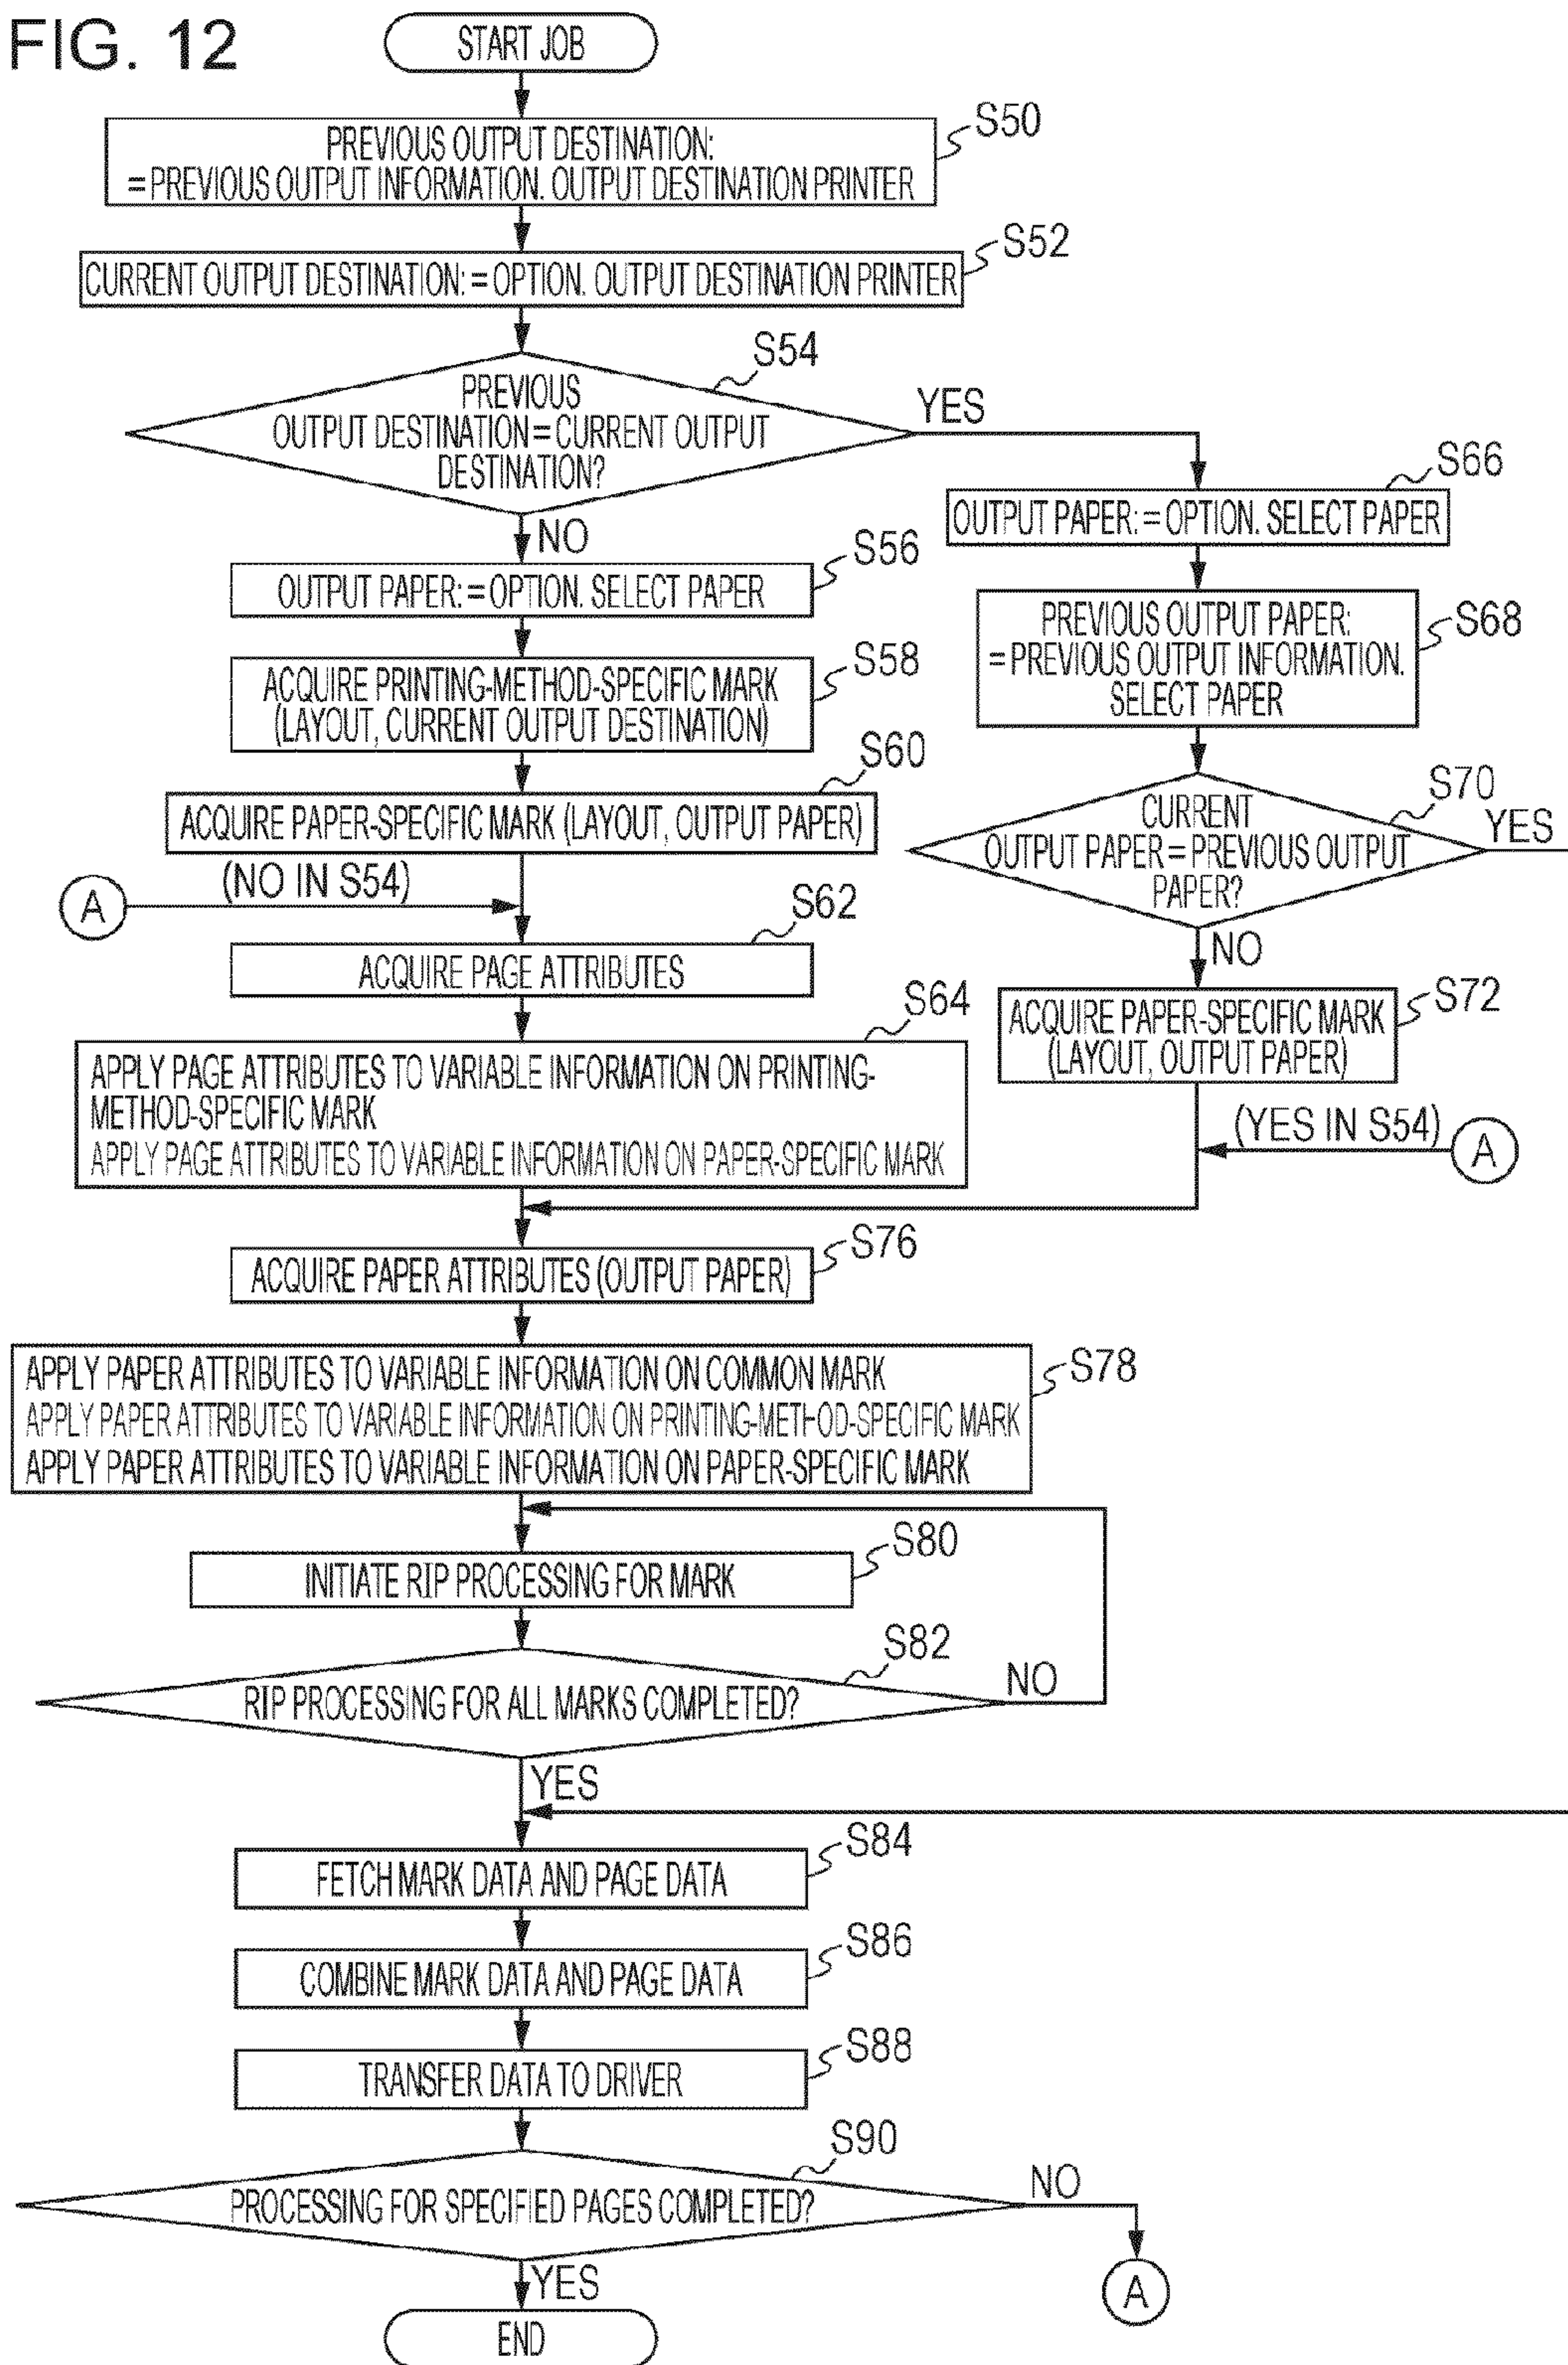 FIG. 12
START JOB
S50
PREVIOUS OUTPUT DESTINATION:
= PREVIOUS OUTPUT INFORMATION. OUTPUT DESTINATION PRINTER
S52
CURRENT OUTPUT DESTINATION: = OPTION. OUTPUT DESTINATION PRINTER
S54
PREVIOUS
OUTPUT DESTINATION = CURRENT OUTPUT
DESTINATION?
YES
NO
S56
OUTPUT PAPER: = OPTION. SELECT PAPER
S58
ACQUIRE PRINTING-METHOD-SPECIFIC MARK
(LAYOUT, CURRENT OUTPUT DESTINATION)
S60
ACQUIRE PAPER-SPECIFIC MARK (LAYOUT, OUTPUT PAPER)
S66
OUTPUT PAPER: = OPTION. SELECT PAPER
S68
PREVIOUS OUTPUT PAPER:
= PREVIOUS OUTPUT INFORMATION.
SELECT PAPER
S70
CURRENT
OUTPUT PAPER = PREVIOUS OUTPUT
PAPER?
YES
NO
S72
ACQUIRE PAPER-SPECIFIC MARK
(LAYOUT, OUTPUT PAPER)
(YES IN S54)
A
(NO IN S54)
A
S62
ACQUIRE PAGE ATTRIBUTES
S64
APPLY PAGE ATTRIBUTES TO VARIABLE INFORMATION ON PRINTING-
METHOD-SPECIFIC MARK
APPLY PAGE ATTRIBUTES TO VARIABLE INFORMATION ON PAPER-SPECIFIC MARK
S76
ACQUIRE PAPER ATTRIBUTES (OUTPUT PAPER)
S78
APPLY PAPER ATTRIBUTES TO VARIABLE INFORMATION ON COMMON MARK
APPLY PAPER ATTRIBUTES TO VARIABLE INFORMATION ON PRINTING-METHOD-SPECIFIC MARK
APPLY PAPER ATTRIBUTES TO VARIABLE INFORMATION ON PAPER-SPECIFIC MARK
S80
INITIATE RIP PROCESSING FOR MARK
S82
RIP PROCESSING FOR ALL MARKS COMPLETED?
NO
YES
S84
FETCH MARK DATA AND PAGE DATA
S86
COMBINE MARK DATA AND PAGE DATA
S88
TRANSFER DATA TO DRIVER
S90
PROCESSING FOR SPECIFIED PAGES COMPLETED?
NO
A
YES
END